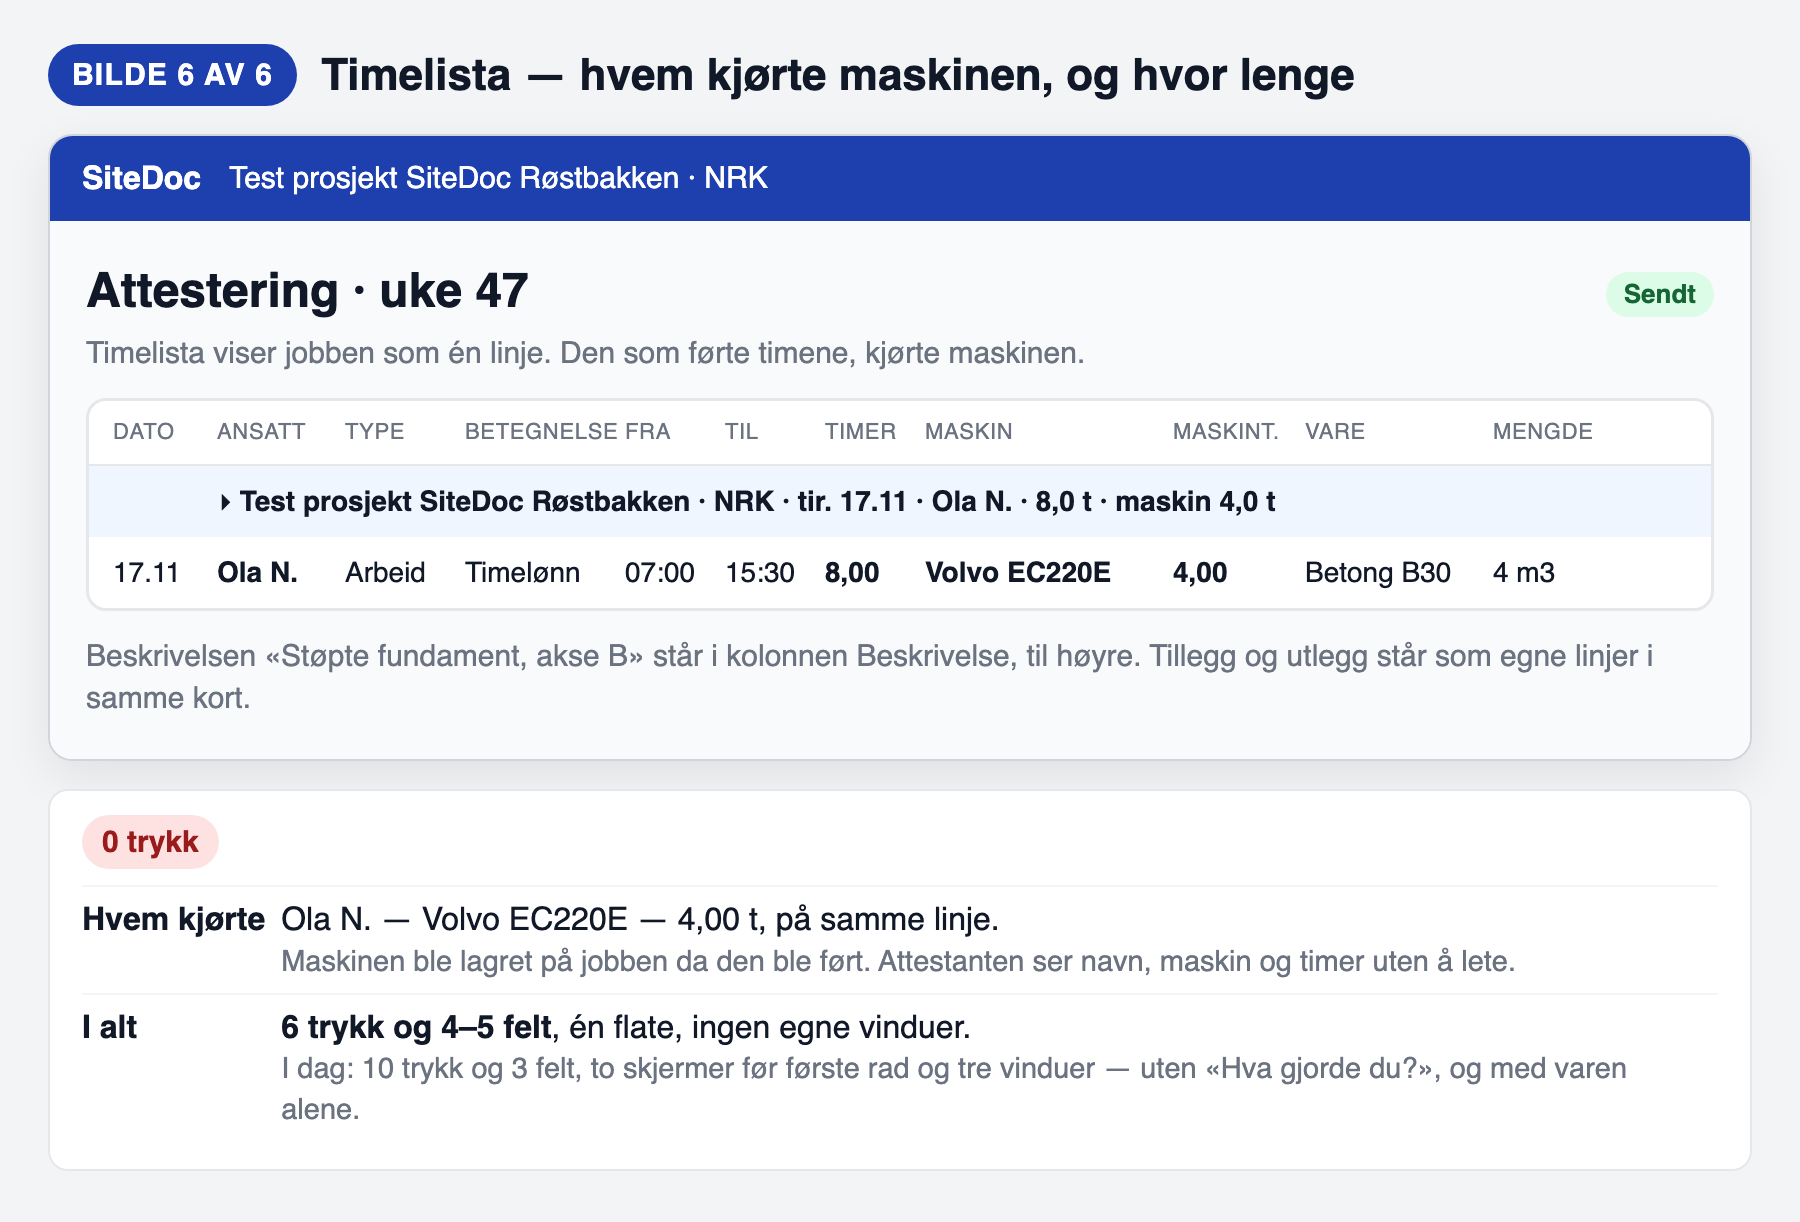 BILDE 6 AV 6 Timelista — hvem kjørte maskinen, og hvor lenge
SiteDoc Test prosjekt SiteDoc Røstbakken · NRK
Attestering · uke 47 Sendt
Timelista viser jobben som én linje. Den som førte timene, kjørte maskinen.
DATO ANSATT TYPE BETEGNELSE FRA TIL TIMER MASKIN MASKINT. VARE MENGDE
Test prosjekt SiteDoc Røstbakken · NRK · tir. 17.11 · Ola N. · 8,0 t · maskin 4,0 t
17.11 Ola N. Arbeid Timelønn 07:00 15:30 8,00 Volvo EC220E 4,00 Betong B30 4 m3
Beskrivelsen «Støpte fundament, akse B» står i kolonnen Beskrivelse, til høyre. Tillegg og utlegg står som egne linjer i
samme kort.
0 trykk
Hvem kjørte Ola N. — Volvo EC220E — 4,00 t, på samme linje.
Maskinen ble lagret på jobben da den ble ført. Attestanten ser navn, maskin og timer uten å lete.
I alt 6 trykk og 4–5 felt, én flate, ingen egne vinduer.
I dag: 10 trykk og 3 felt, to skjermer før første rad og tre vinduer — uten «Hva gjorde du?», og med varen
alene.